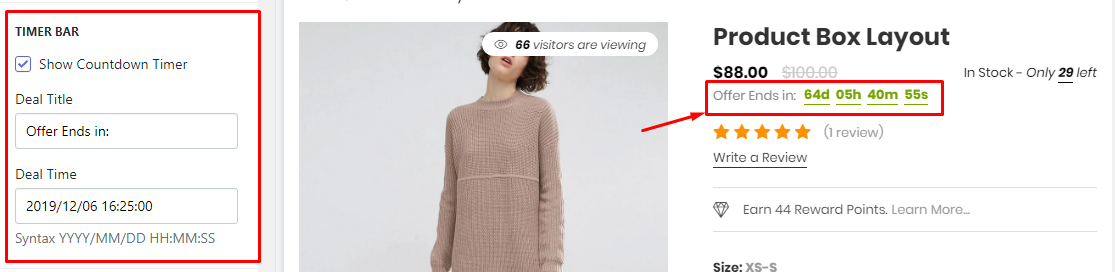 TIMER BAR
Show Countdown Timer
Deal Title
Offer Ends in:
Deal Time
2019/12/06 16:25:00
Syntax YYYY/MM/DD HH:MM:SS
66 visitors are viewing
Product Box Layout
$88.00 $100.00
In Stock - Only 29 left
Offer Ends in: 64d 05h 40m 55s
(1 review)
Write a Review
Earn 44 Reward Points. Learn More...
Size: XS-S